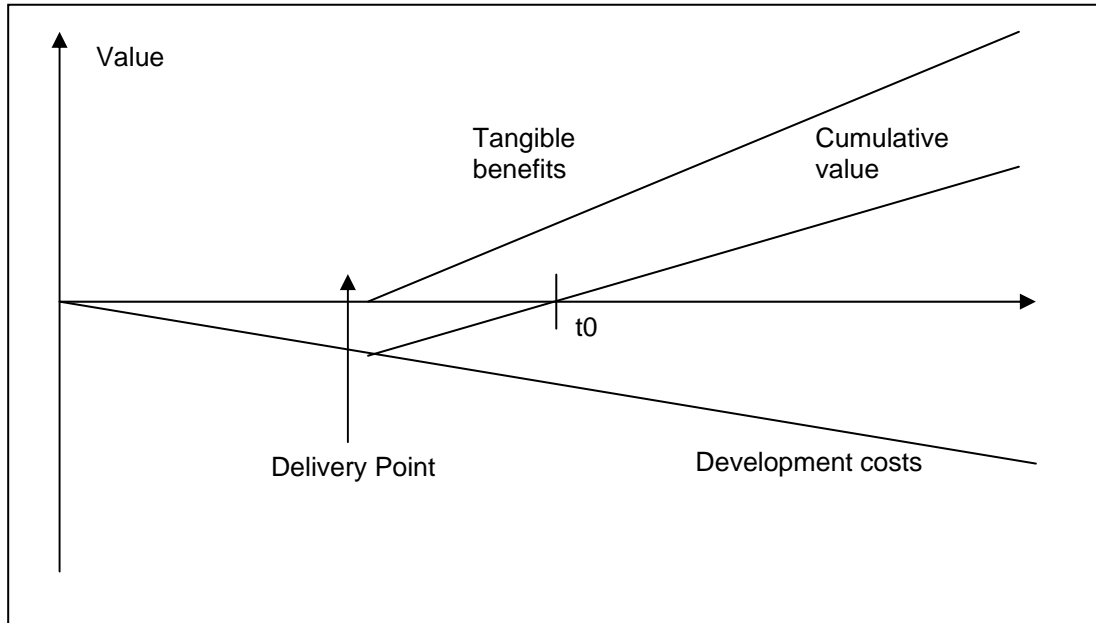 Value
Tangible
benefits
Cumulative
value
t0
Delivery Point
Development costs